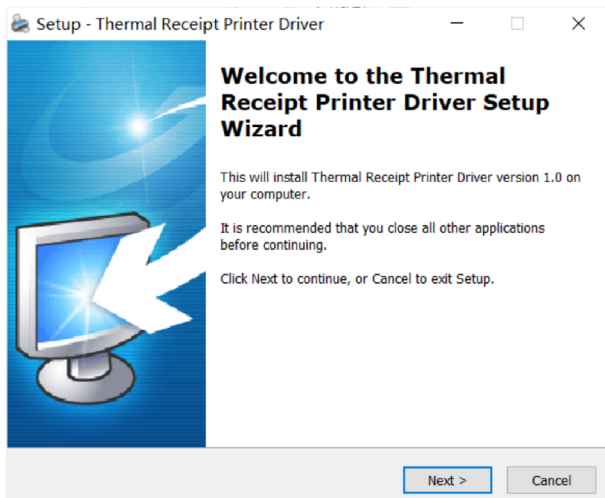 Setup - Thermal Receipt Printer Driver
Welcome to the Thermal
Receipt Printer Driver Setup
Wizard
This will install Thermal Receipt Printer Driver version 1.0 on
your computer.
It is recommended that you close all other applications
before continuing.
Click Next to continue, or Cancel to exit Setup.
Next >
Cancel